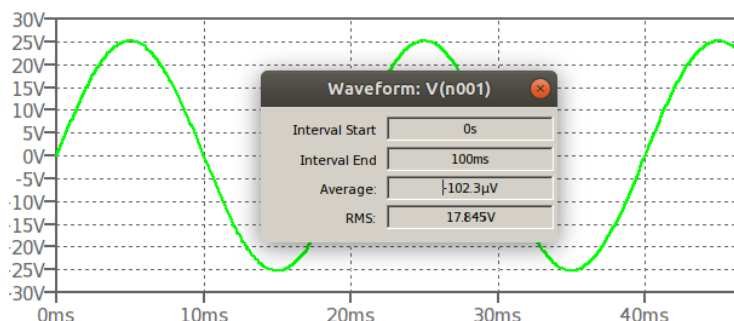 30V
25V
20V
15V
10V
5V
0V
-5V
-10V
-15V
-20V
-25V
-30V
Waveform: V(n001)
Interval Start 0s
Interval End 100ms
Average: -102.3µV
RMS: 17.845V
0ms 10ms 20ms 30ms 40ms